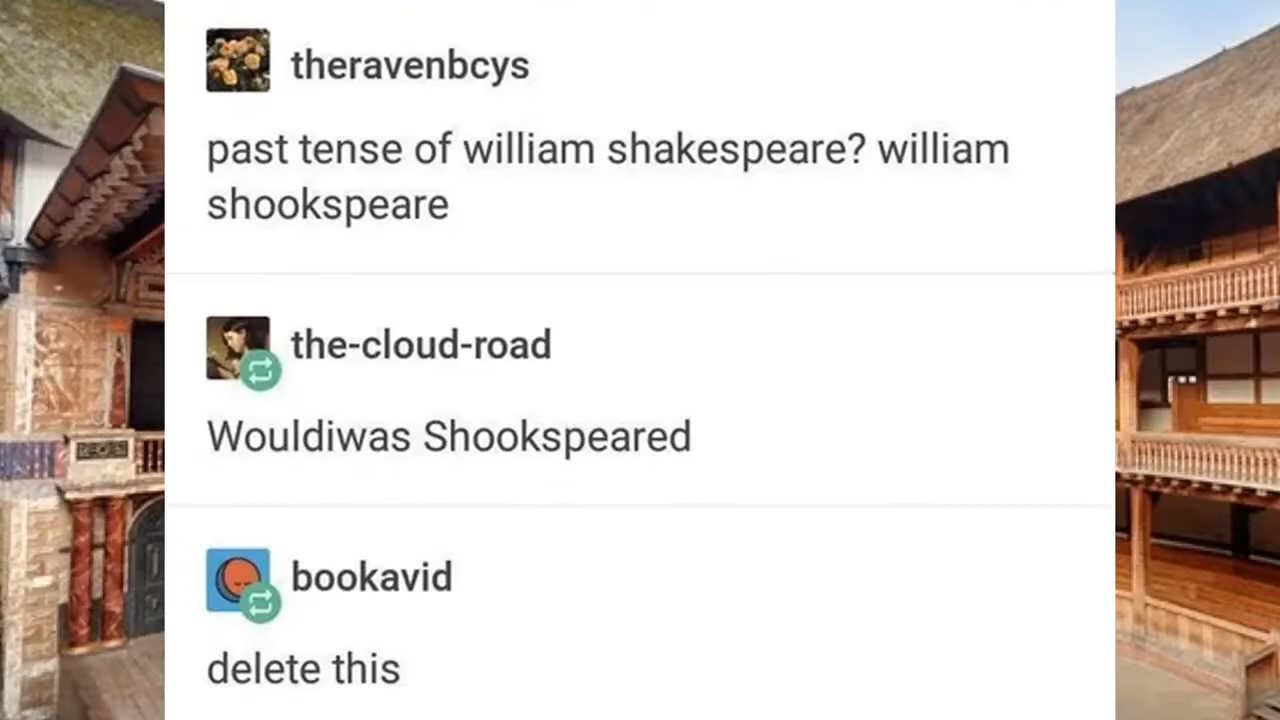 theravenbcys
past tense of william shakespeare? william
shookspeare
the-cloud-road
Wouldiwas Shookspeared
bookavid
delete this